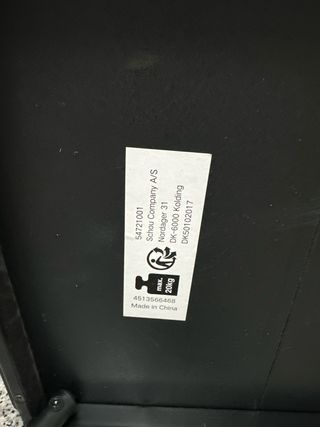 54721001
Schou Company A/S
Nordager 31
DK-6000 Kolding
DK50102017
max.
20kg
4513566468
Made in China